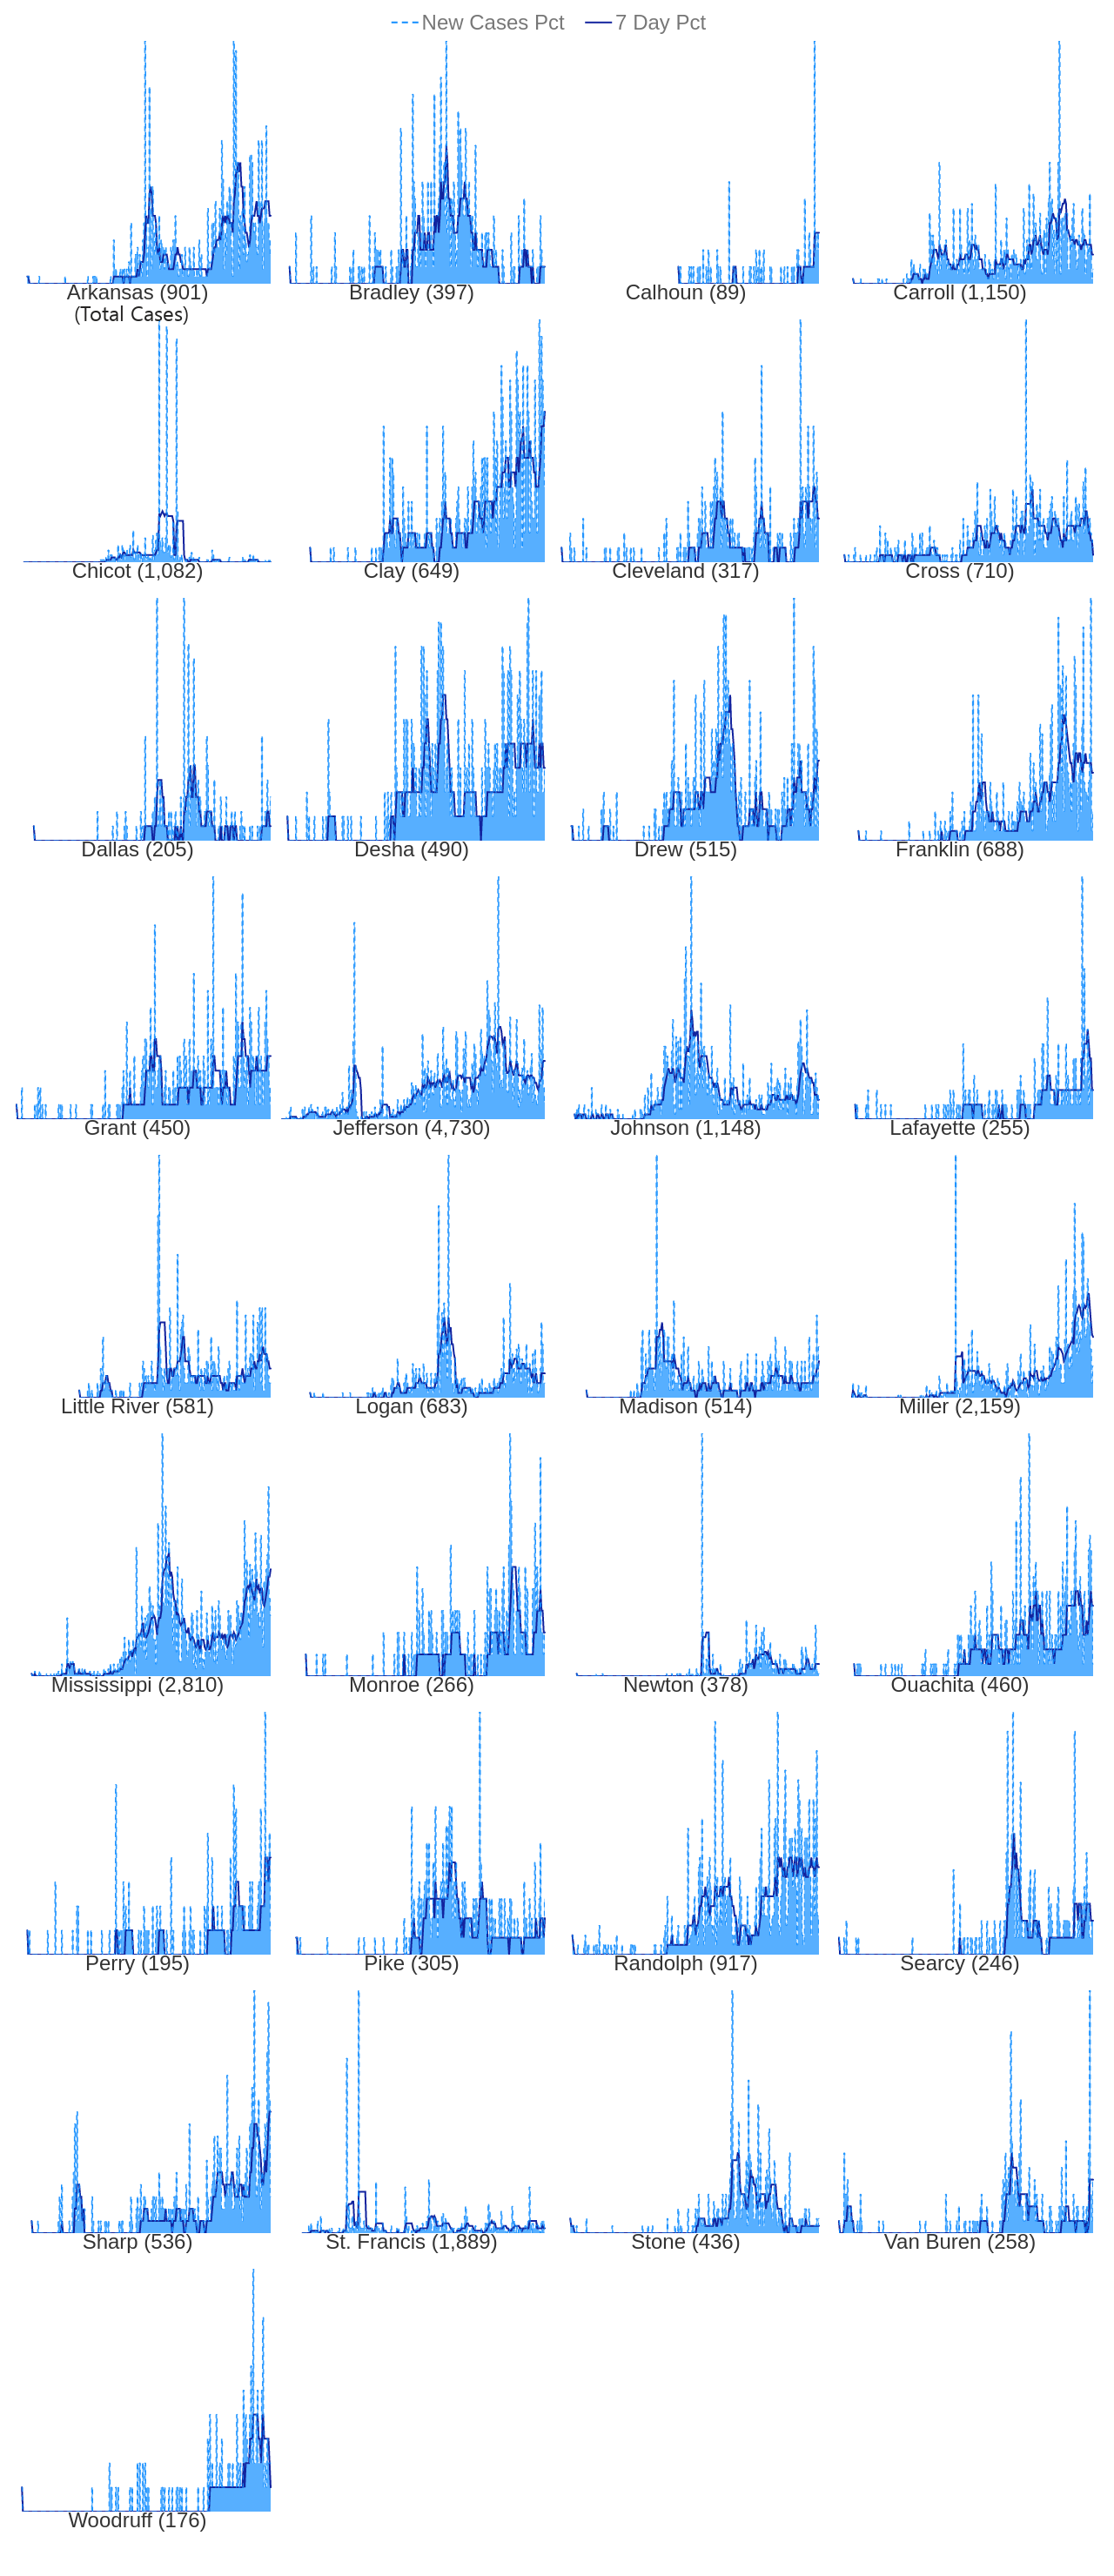 New Cases Pct 7 Day Pct
Arkansas (901) Bradley (397) Calhoun (89) Carroll (1,150)
(Total Cases)
Chicot (1,082) Clay (649) Cleveland (317) Cross (710)
Dallas (205) Desha (490) Drew (515) Franklin (688)
Grant (450) Jefferson (4,730) Johnson (1,148) Lafayette (255)
Little River (581) Logan (683) Madison (514) Miller (2,159)
Mississippi (2,810) Monroe (266) Newton (378) Ouachita (460)
Perry (195) Pike (305) Randolph (917) Searcy (246)
Sharp (536) St. Francis (1,889) Stone (436) Van Buren (258)
Woodruff (176)